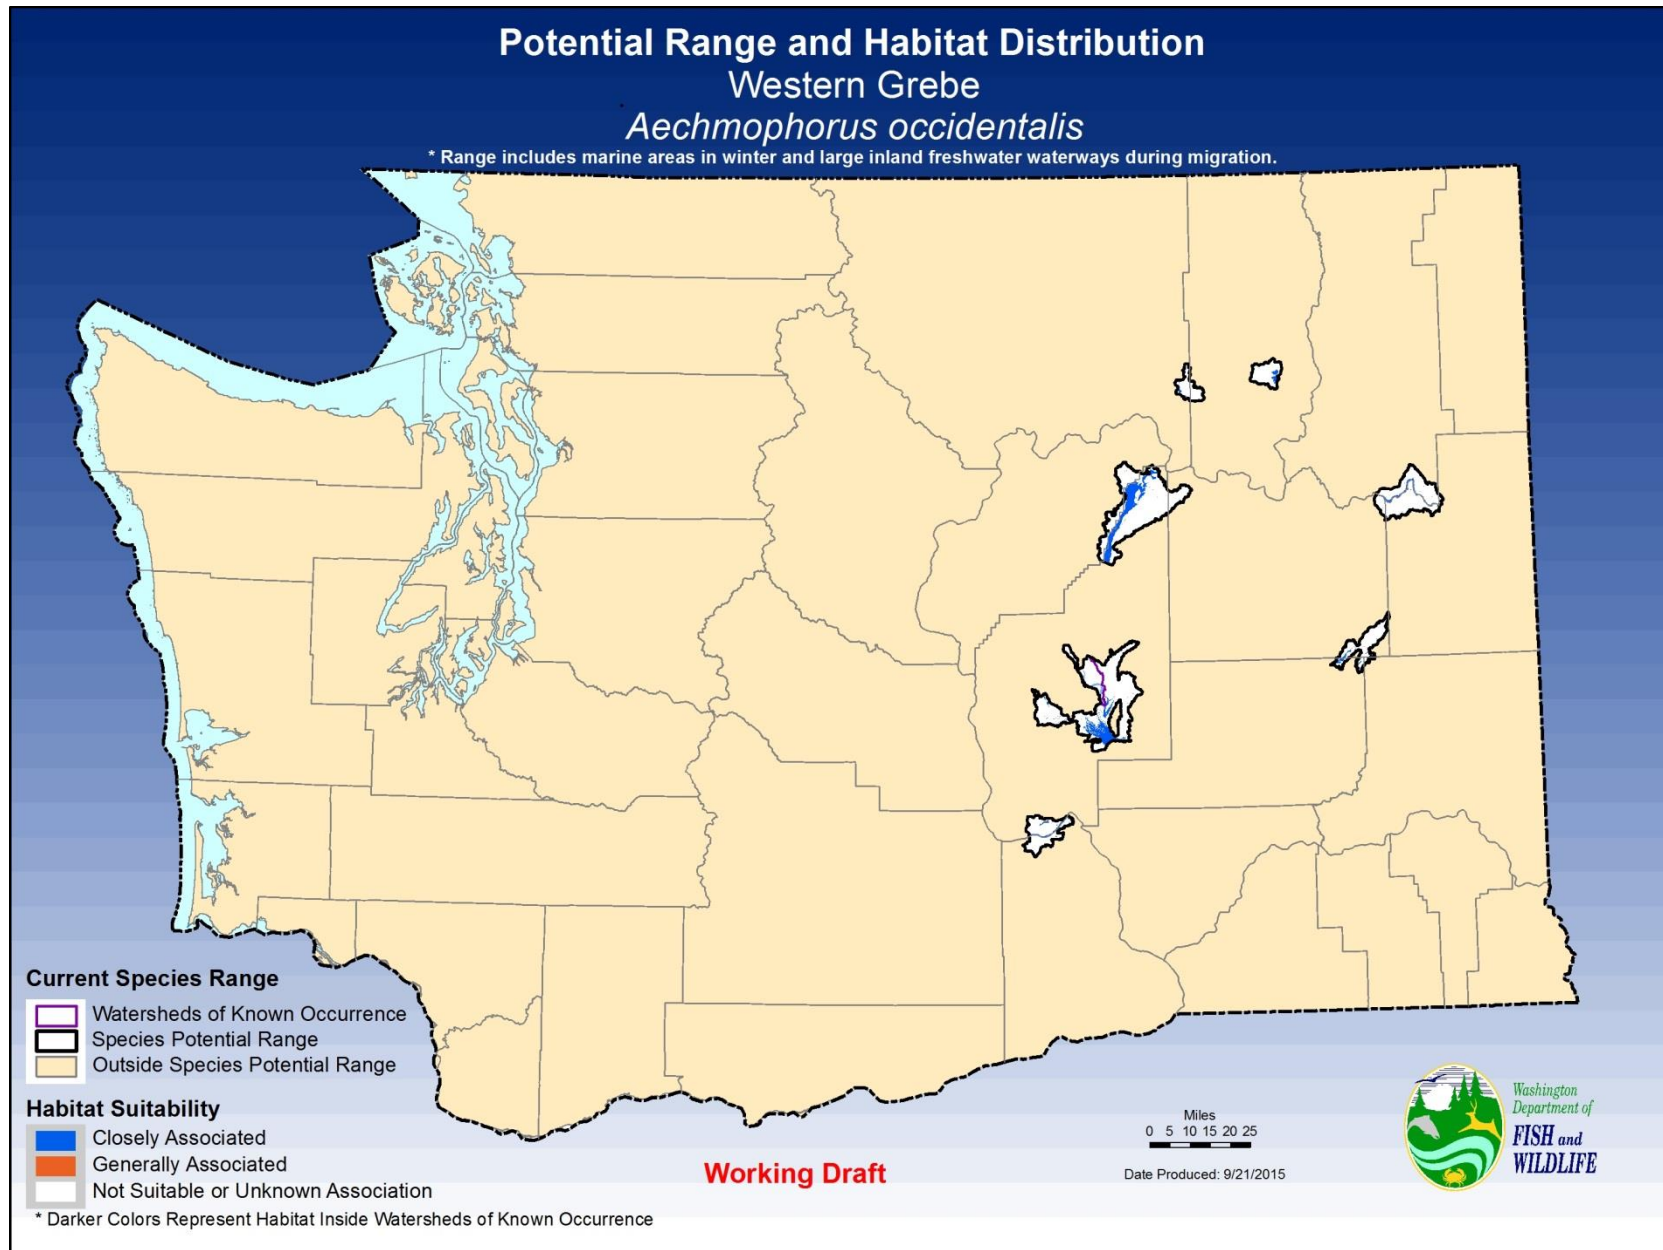 Potential Range and Habitat Distribution
Western Grebe
Aechmophorus occidentalis
* Range includes marine areas in winter and large inland freshwater waterways during migration.
Current Species Range
Watersheds of Known Occurrence
Species Potential Range
Outside Species Potential Range
Habitat Suitability
Closely Associated
Generally Associated
Not Suitable or Unknown Association
* Darker Colors Represent Habitat Inside Watersheds of Known Occurrence
Working Draft
Miles
0 5 10 15 20 25
Date Produced: 9/21/2015
Washington
Department of
FISH and
WILDLIFE